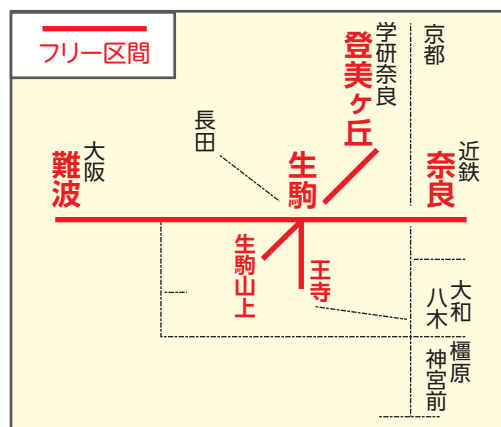 フリー区間
京都
学研奈良
登美ヶ丘
長田
大阪
難波
生駒
近鉄
奈良
生駒山上
王寺
大和
八木
橿原
神宮前